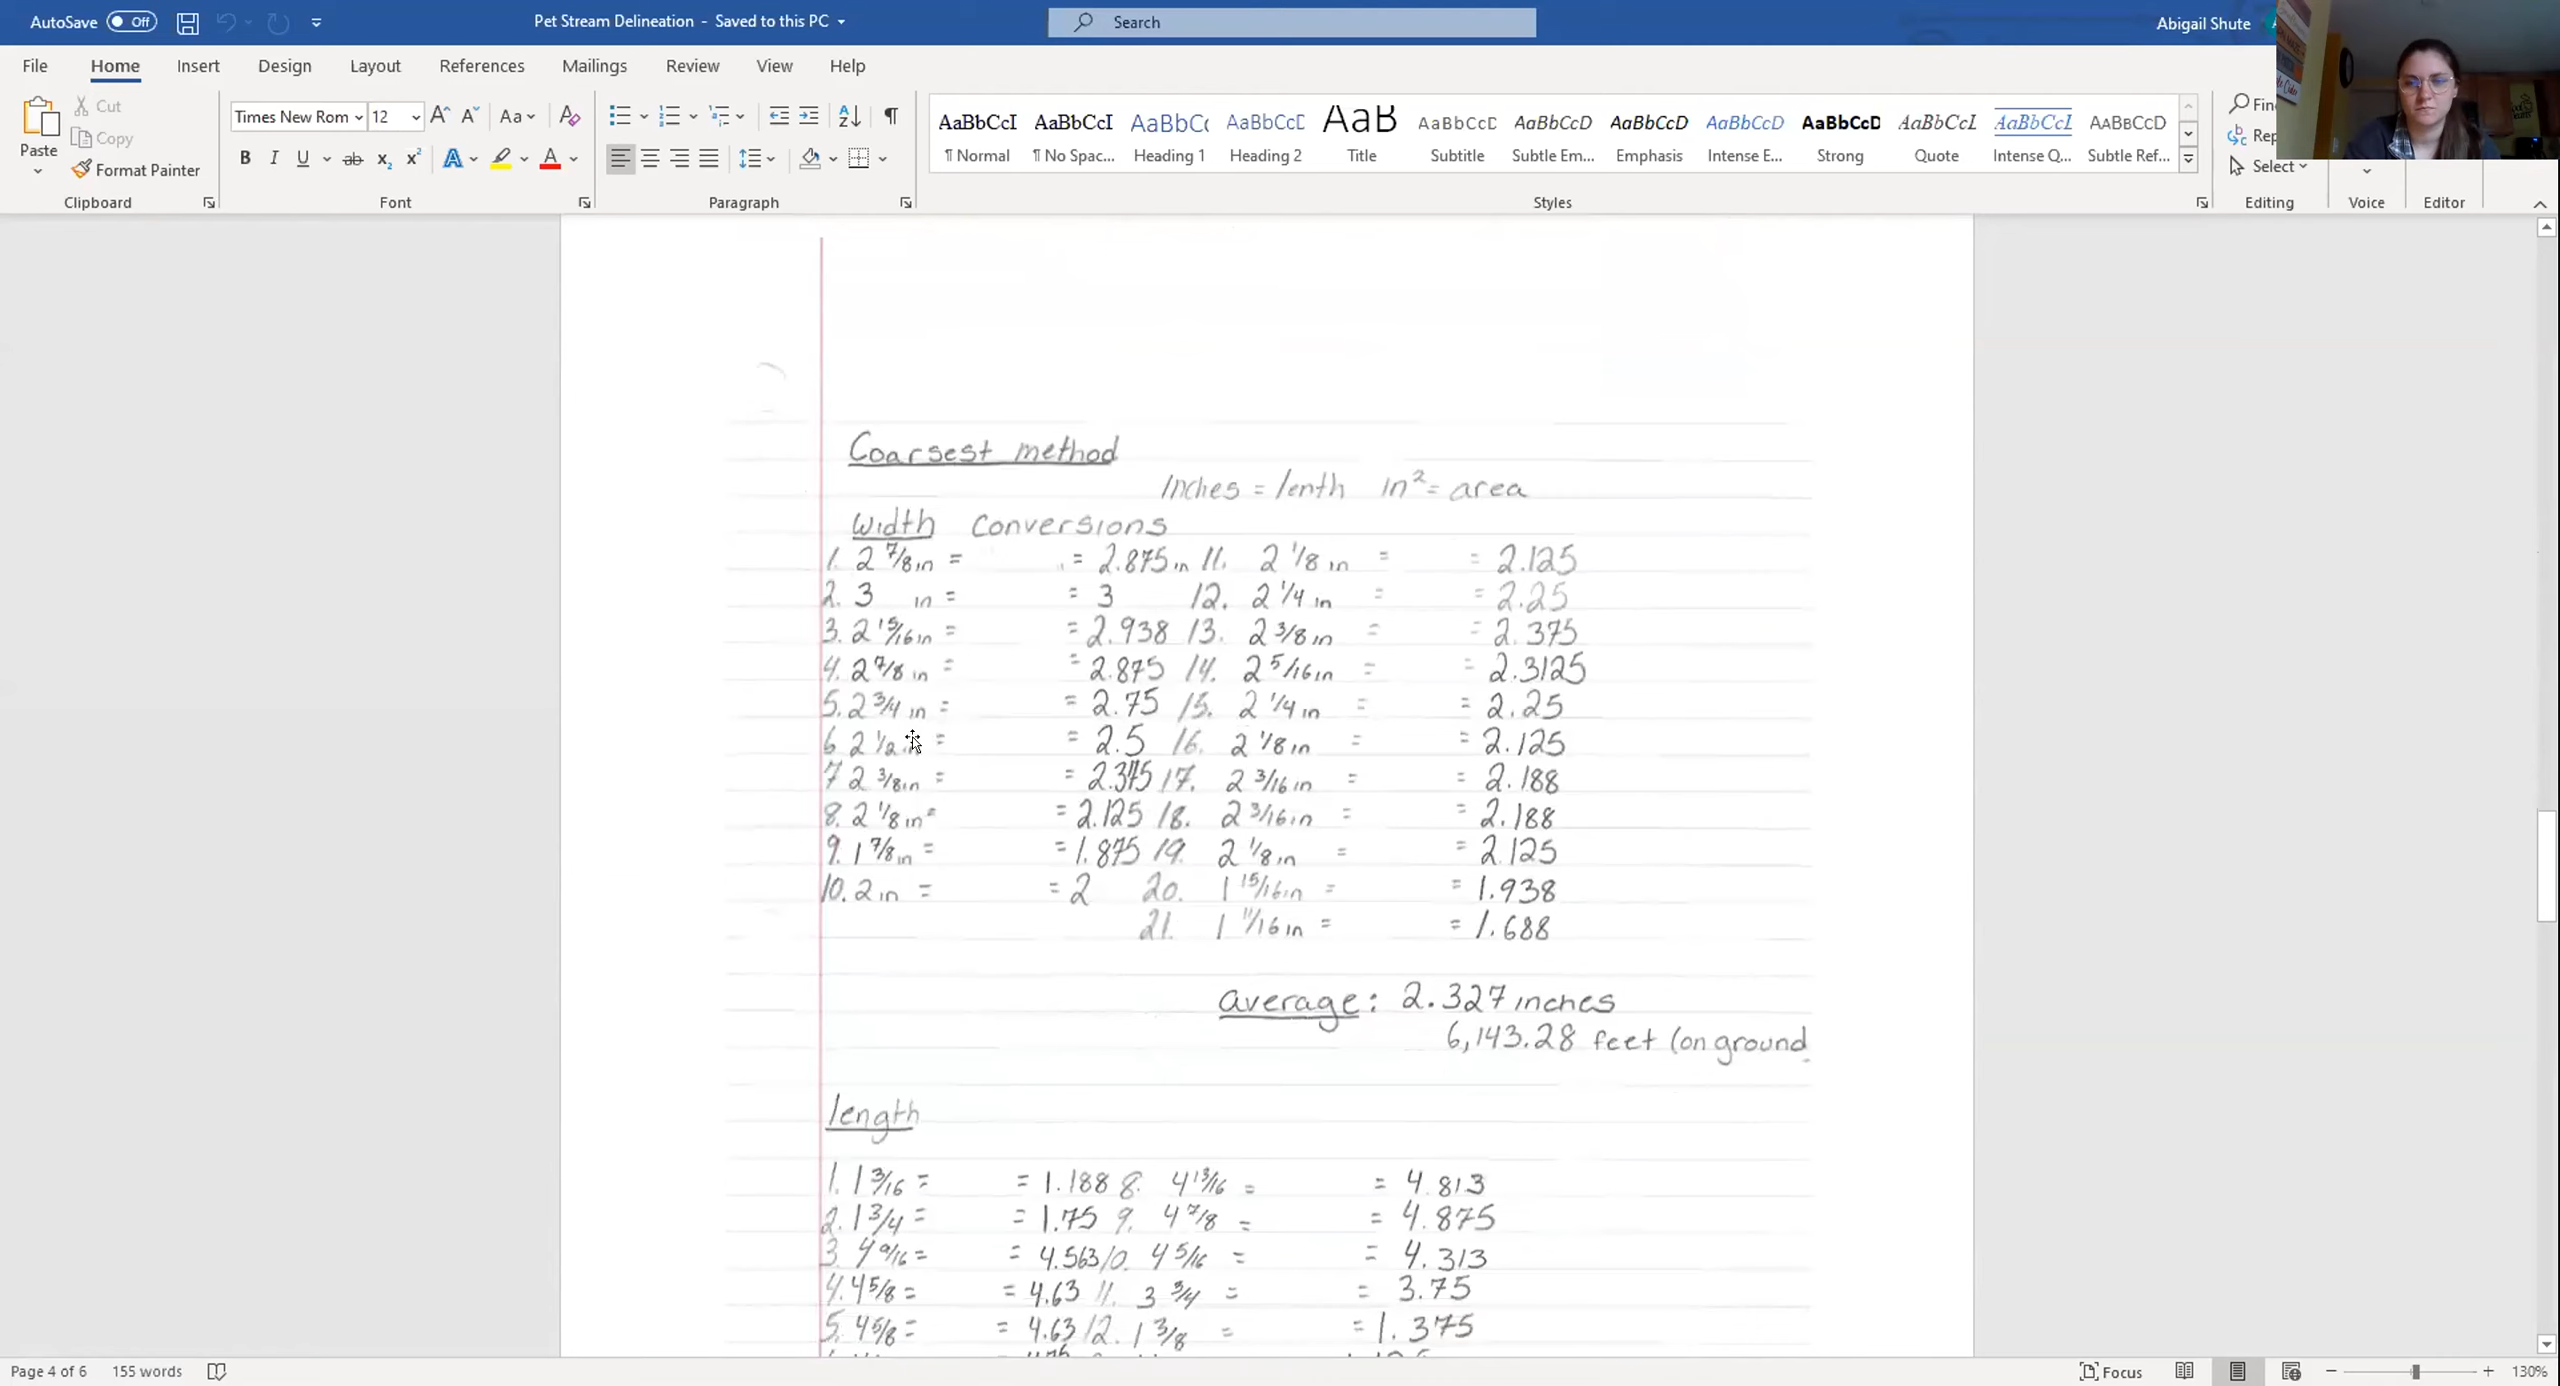 AutoSave Off Pet Stream Delineation - Saved to this PC Search Abigail Shute
File Home Insert Design Layout References Mailings Review View Help
Paste Cut Copy Format Painter
Times New Rom 12
B I U
AaBbCcI AaBbCcI AaBbC AaBbCcD AaB AaBbCcD AaBbCcD AaBbCcD AaBbCcD AaBbCcD AaBbCcI AaBbCcI AaBbCcD
¶ Normal ¶ No Spac... Heading 1 Heading 2 Title Subtitle Subtle Em... Emphasis Intense E... Strong Quote Intense Q... Subtle Ref...
Select
Clipboard Font Paragraph Styles Editing Voice Editor
Coarsest method
Inches = lenth in² = area
Width Conversions
1. 2 7/8 in = = 2.875 in 11. 2 1/8 in = = 2.125
2. 3 in = = 3 12. 2 1/4 in = = 2.25
3. 2 15/16 in = = 2.938 13. 2 3/8 in = = 2.375
4. 2 7/8 in = = 2.875 14. 2 5/16 in = = 2.3125
5. 2 3/4 in = = 2.75 15. 2 1/4 in = = 2.25
6 2 1/2 in = = 2.5 16. 2 1/8 in = = 2.125
7 2 3/8 in = = 2.375 17. 2 3/16 in = = 2.188
8. 2 1/8 in = = 2.125 18. 2 3/16 in = = 2.188
9. 1 7/8 in = = 1.875 19. 2 1/8 in = = 2.125
10. 2 in = = 2 20. 1 15/16 in = = 1.938
21. 1 11/16 in = = 1.688
average: 2.327 inches
6,143.28 feet (on ground
length
1. 1 3/16 = = 1.188 8. 4 13/16 = = 4.813
2. 1 3/4 = = 1.75 9. 4 7/8 = = 4.875
3. 4 9/16 = = 4.563 10. 4 5/16 = = 4.313
4. 4 5/8 = = 4.63 11. 3 3/4 = = 3.75
5. 4 5/8 = = 4.63 12. 1 3/8 = = 1.375
Page 4 of 6 155 words Focus 130%